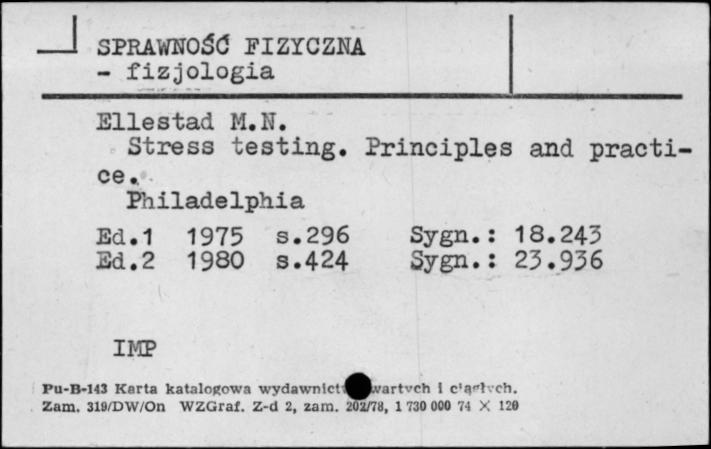 SPRAWNOŚĆ FIZYCZNA
- fizjologia
Ellestad M.N.
Stress testing. Principles and practi-
ce.
Philadelphia
Ed.1 1975 s.296 Sygn.: 18.243
Ed.2 1980 s.424 Sygn.: 23.936
IMP
Pu-B-143 Karta katalogowa wydawnict wartych i ciągłych.
Zam. 319/DW/On WZGraf. Z-d 2, zam. 202/78, 1 730 000 74 X 120